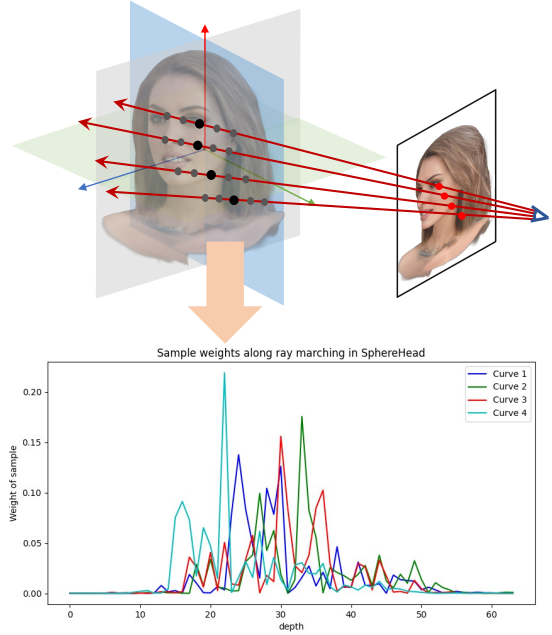 Sample weights along ray marching in SphereHead
Curve 1
Curve 2
Curve 3
Curve 4
Weight of sample
0.20
0.15
0.10
0.05
0.00
0 10 20 30 40 50 60
depth